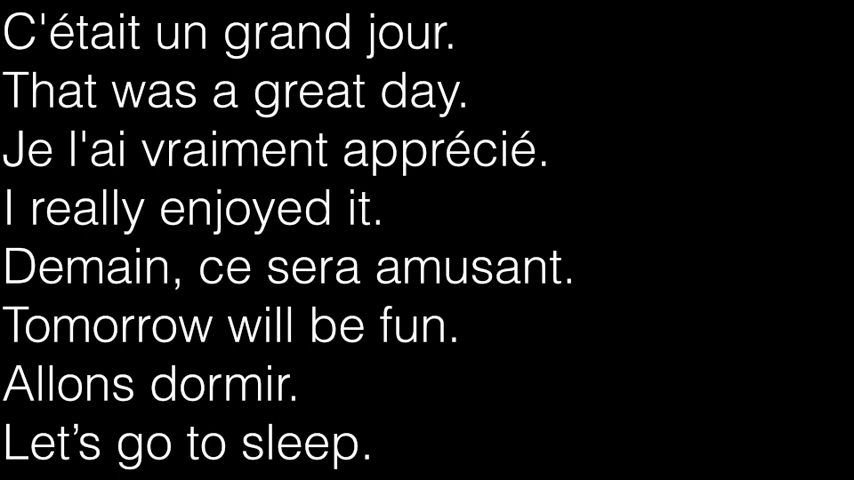 C'était un grand jour.
That was a great day.
Je l'ai vraiment apprécié.
I really enjoyed it.
Demain, ce sera amusant.
Tomorrow will be fun.
Allons dormir.
Let’s go to sleep.